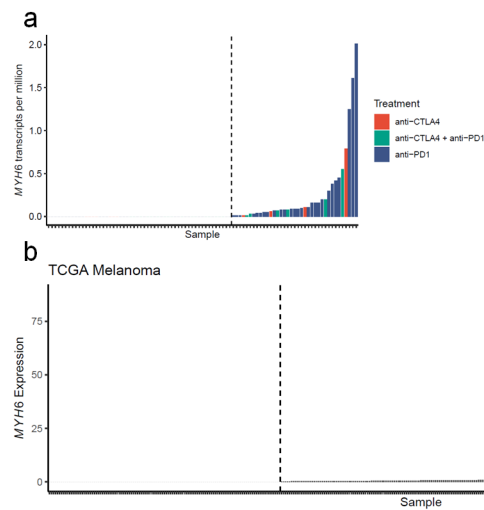 a
MYH6 transcripts per million
2.0
1.5
1.0
0.5
0.0
Sample
Treatment
anti−CTLA4
anti−CTLA4 + anti−PD1
anti−PD1
b
TCGA Melanoma
MYH6 Expression
75
50
25
0
Sample